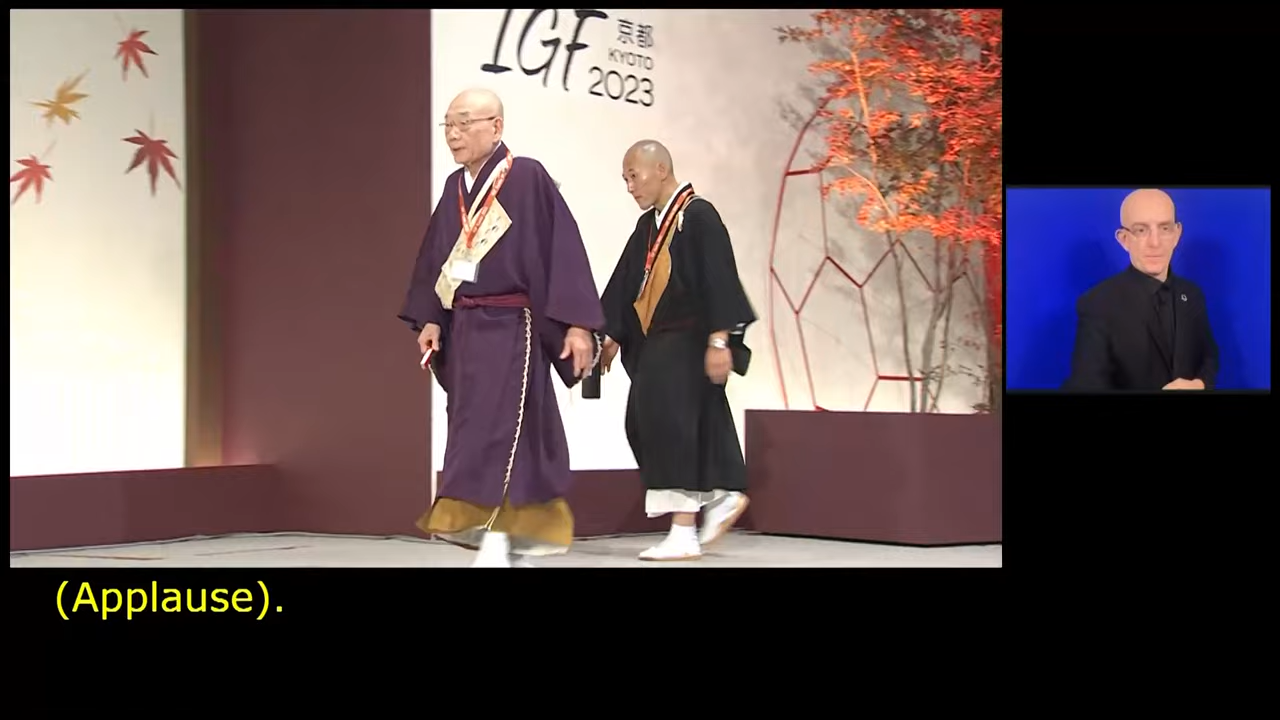 IGF 京都
KYOTO
2023
(Applause).